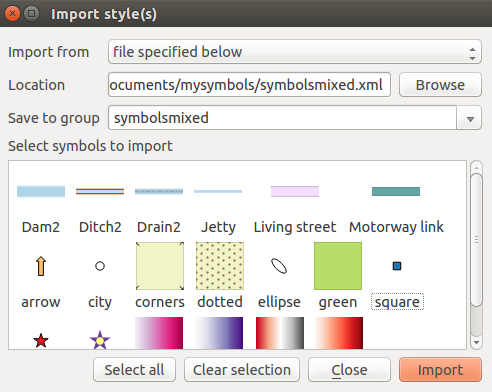 Import style(s)
Import from file specified below
Location ocuments/mysymbols/symbolsmixed.xml Browse
Save to group symbolsmixed
Select symbols to import
Dam2 Ditch2 Drain2 Jetty Living street Motorway link
arrow city corners dotted ellipse green square
Select all Clear selection Close Import